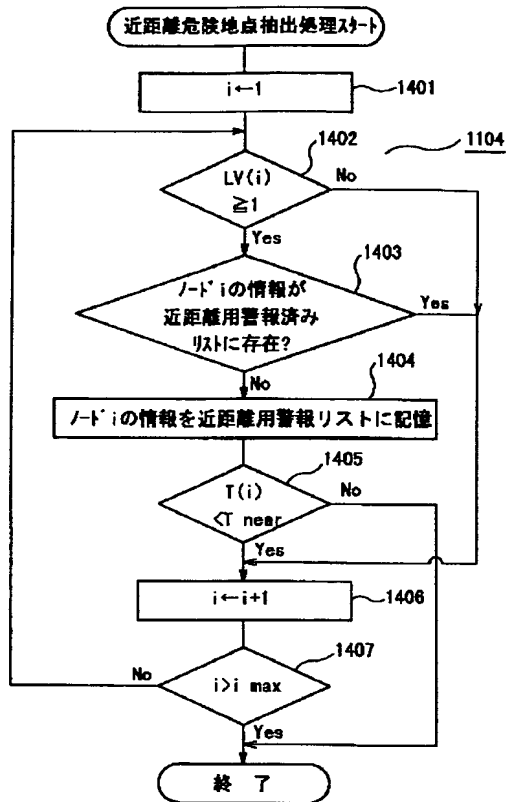 近距離危険地点抽出処理スタート
i←1
1401
1402
1104
LV(i)
≧1
No
Yes
1403
ノードiの情報が
近距離用警報済み
リストに存在?
Yes
No
1404
ノードiの情報を近距離用警報リストに記憶
1405
T(i)
<T near
No
Yes
i←i+1
1406
1407
No
i>i max
Yes
終 了